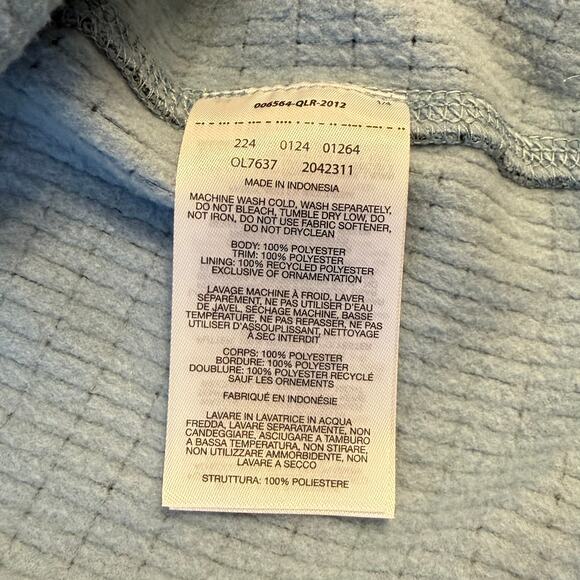 006564-QLR-2012 1/4
224 0124 01264
OL7637 2042311
MADE IN INDONESIA
MACHINE WASH COLD, WASH SEPARATELY,
DO NOT BLEACH, TUMBLE DRY LOW, DO
NOT IRON, DO NOT USE FABRIC SOFTENER,
DO NOT DRYCLEAN
BODY: 100% POLYESTER
TRIM: 100% POLYESTER
LINING: 100% RECYCLED POLYESTER
EXCLUSIVE OF ORNAMENTATION
LAVAGE MACHINE À FROID, LAVER
SÉPARÉMENT, NE PAS UTILISER D'EAU
DE JAVEL, SÉCHAGE MACHINE, BASSE
TEMPÉRATURE, NE PAS REPASSER, NE PAS
UTILISER D'ASSOUPLISSANT, NETTOYAGE
À SEC INTERDIT
CORPS: 100% POLYESTER
BORDURE: 100% POLYESTER
DOUBLURE: 100% POLYESTER RECYCLÉ
SAUF LES ORNEMENTS
FABRIQUÉ EN INDONÉSIE
LAVARE IN LAVATRICE IN ACQUA
FREDDA, LAVARE SEPARATAMENTE, NON
CANDEGGIARE, ASCIUGARE A TAMBURO
A BASSA TEMPERATURA, NON STIRARE,
NON UTILIZZARE AMMORBIDENTE, NON
LAVARE A SECCO
STRUTTURA: 100% POLIESTERE